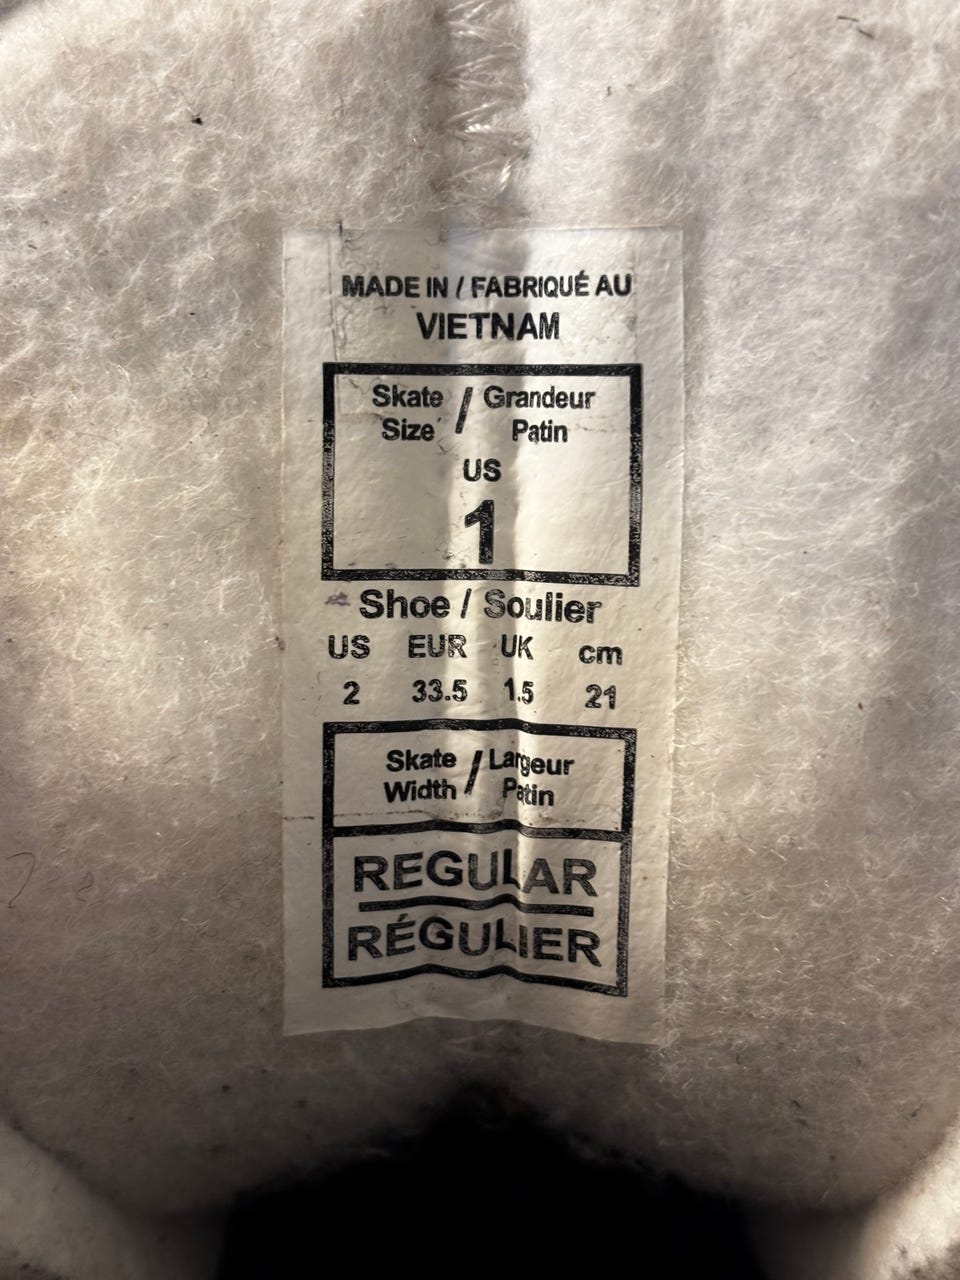 MADE IN / FABRIQUÉ AU
VIETNAM
Skate / Grandeur
Size Patin
US
1
Shoe / Soulier
US EUR UK cm
2 33.5 1.5 21
Skate / Largeur
Width Patin
REGULAR
RÉGULIER